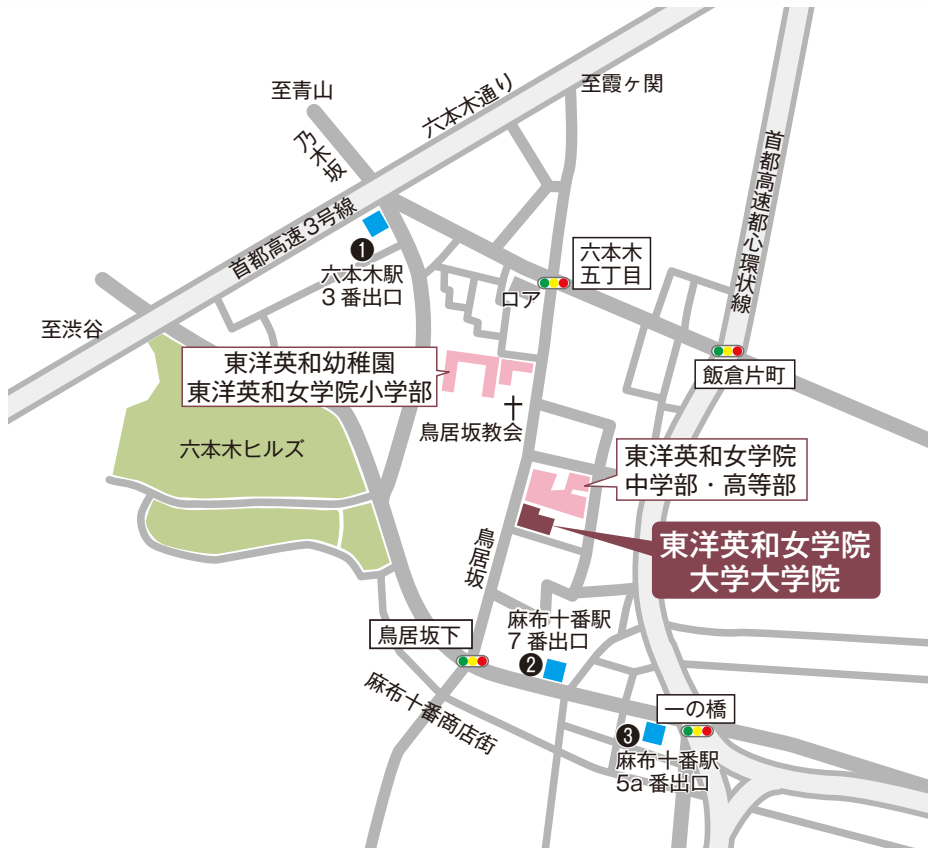 至青山
六本木通り
至霞ヶ関
乃木坂
首都高速都心環状線
首都高速3号線
❶
六本木駅
3番出口
六本木
五丁目
ロア
至渋谷
東洋英和幼稚園
東洋英和女学院小学部
飯倉片町
鳥居坂教会
六本木ヒルズ
東洋英和女学院
中学部・高等部
鳥居坂
東洋英和女学院
大学大学院
麻布十番駅
7番出口
❷
鳥居坂下
麻布十番商店街
一の橋
❸
麻布十番駅
5a番出口